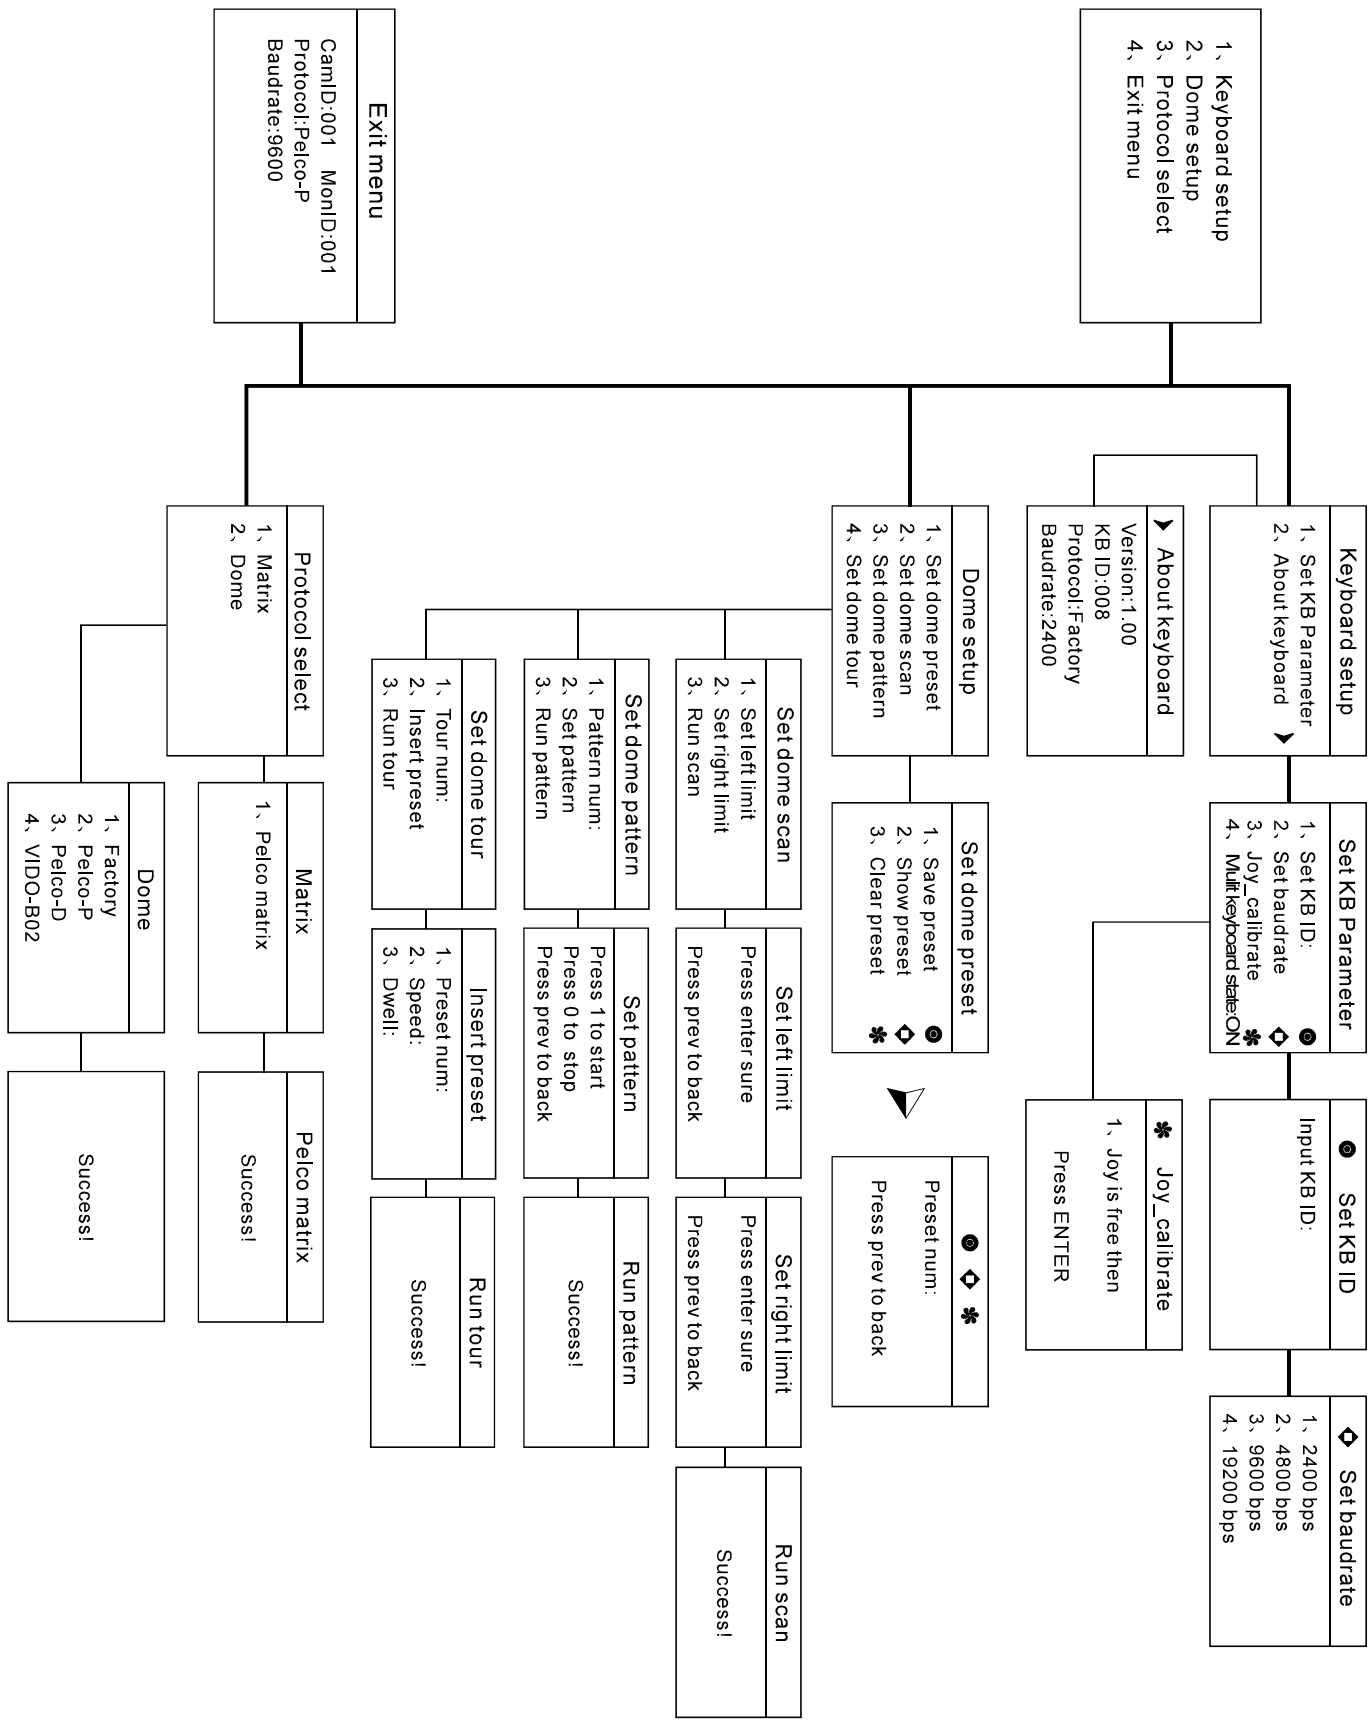 1、Keyboard setup
2、Dome setup
3、Protocol select
4、Exit menu
Keyboard setup
1、Set KB Parameter
2、About keyboard
Set KB Parameter
1、Set KB ID:
2、Set baudrate
3、Joy_calibrate
4、Mulit keyboard state:ON
Set KB ID
Input KB ID:
Set baudrate
1、2400 bps
2、4800 bps
3、9600 bps
4、19200 bps
About keyboard
Version:1.00
KB ID:008
Protocol:Factory
Baudrate:2400
Joy_calibrate
1、Joy is free then
Press ENTER
Dome setup
1、Set dome preset
2、Set dome scan
3、Set dome pattern
4、Set dome tour
Set dome preset
1、Save preset
2、Show preset
3、Clear preset
Preset num:
Press prev to back
Set dome scan
1、Set left limit
2、Set right limit
3、Run scan
Set left limit
Press enter sure
Press prev to back
Set right limit
Press enter sure
Press prev to back
Run scan
Success!
Set dome pattern
1、Pattern num:
2、Set pattern
3、Run pattern
Set pattern
Press 1 to start
Press 0 to stop
Press prev to back
Run pattern
Success!
Set dome tour
1、Tour num:
2、Insert preset
3、Run tour
Insert preset
1、Preset num:
2、Speed:
3、Dwell:
Run tour
Success!
Exit menu
CamID:001 MonID:001
Protocol:Pelco-P
Baudrate:9600
Protocol select
1、Matrix
2、Dome
Matrix
1、Pelco matrix
Pelco matrix
Success!
Dome
1、Factory
2、Pelco-P
3、Pelco-D
4、VIDO-B02
Success!